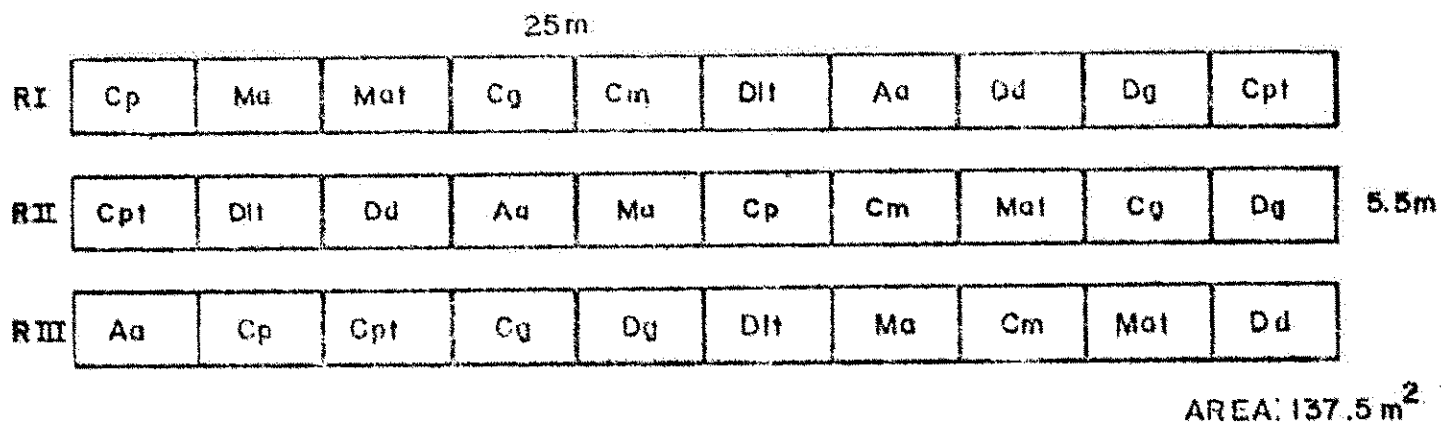 25m
RI Cp Ma Mat Cg Cm Dlt Aa Dd Dg Cpt
RII Cpt Dlt Dd Aa Ma Cp Cm Mat Cg Dg 5.5m
RIII Aa Cp Cpt Cg Dg Dlt Ma Cm Mat Dd
AREA: 137.5 m²